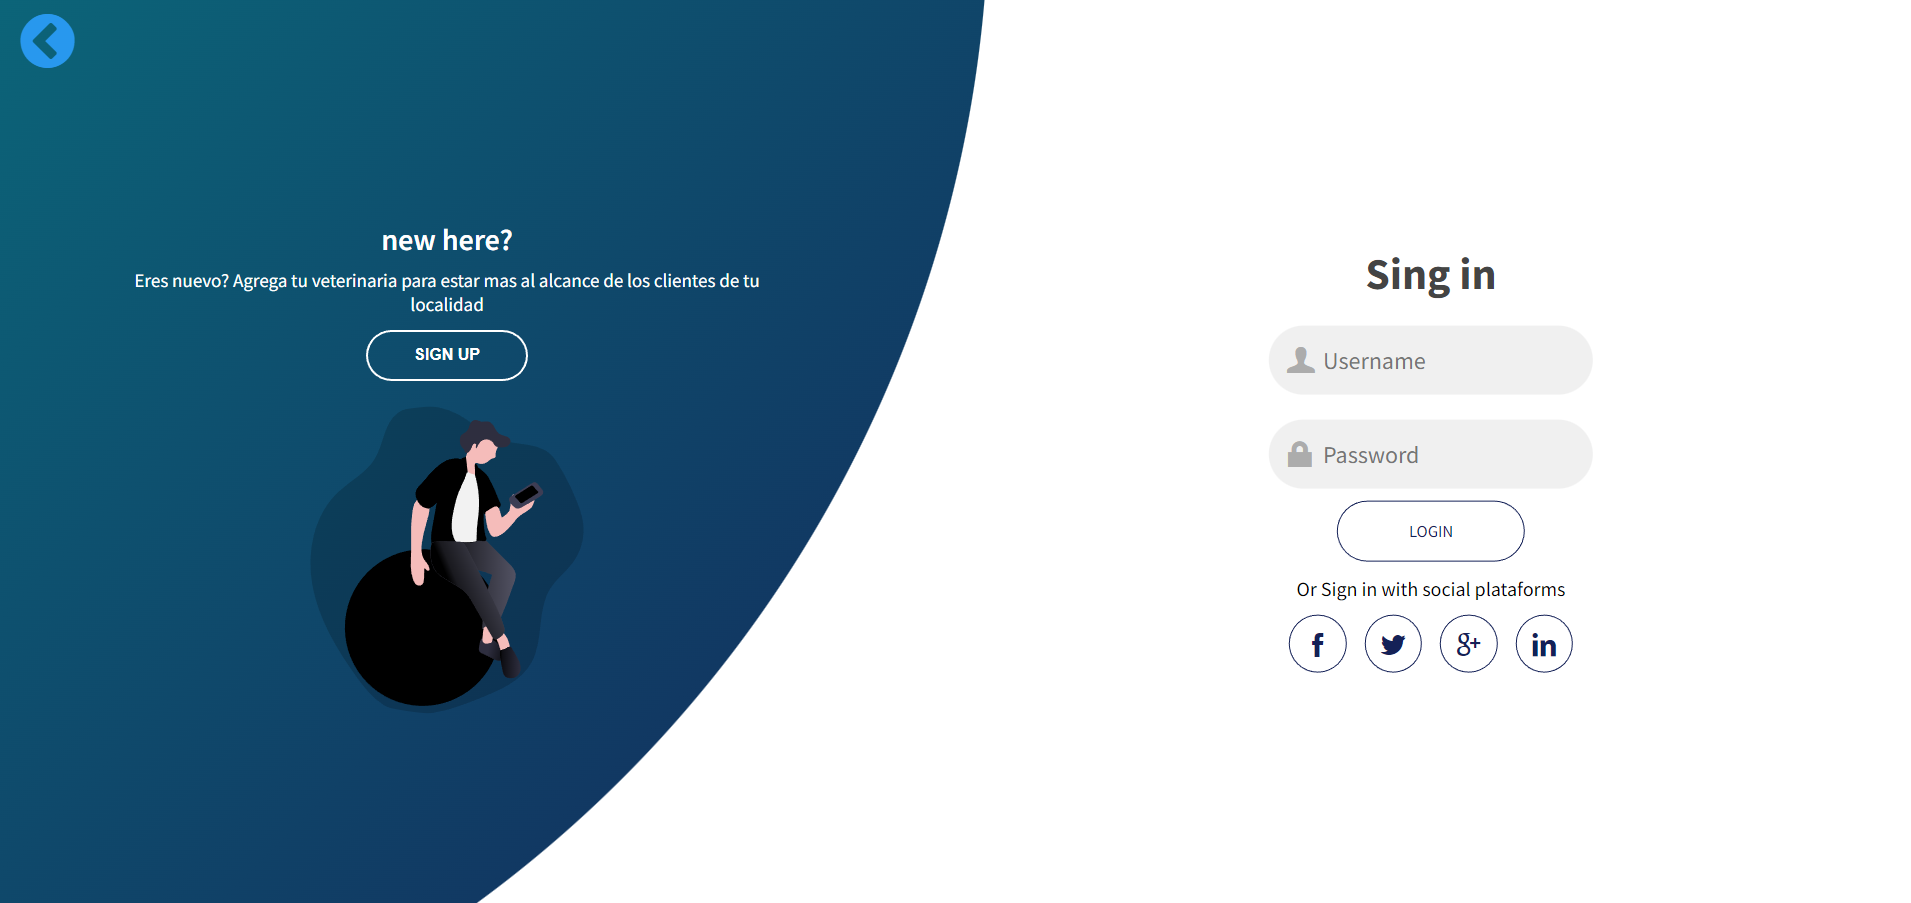 new here?
Eres nuevo? Agrega tu veterinaria para estar mas al alcance de los clientes de tu
localidad
SIGN UP
Sing in
Username
Password
LOGIN
Or Sign in with social plataforms